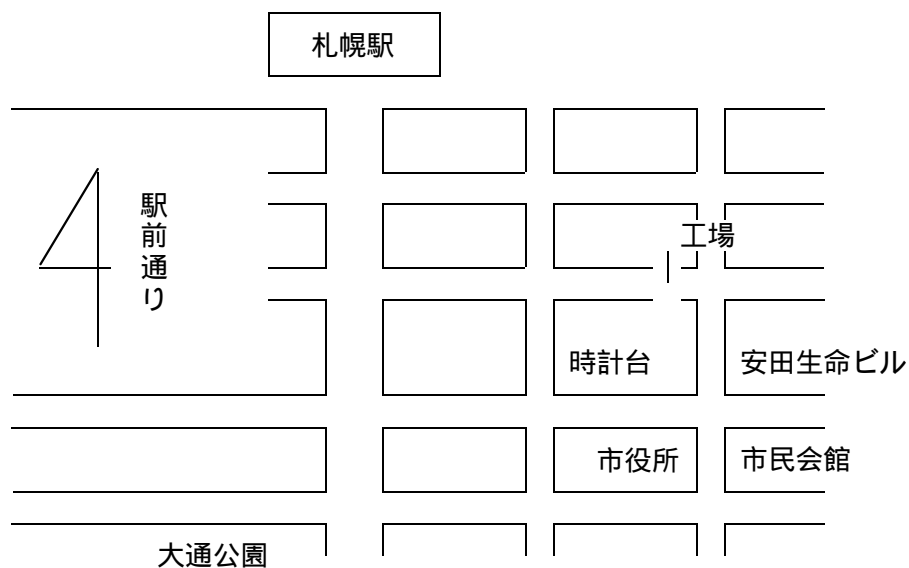 札幌駅
駅前通り
工場
時計台
安田生命ビル
市役所
市民会館
大通公園